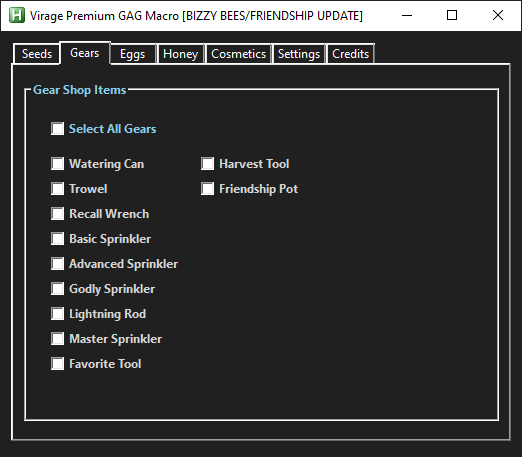 Virage Premium GAG Macro [BIZZY BEES/FRIENDSHIP UPDATE]
Seeds Gears Eggs Honey Cosmetics Settings Credits
Gear Shop Items
Select All Gears
Watering Can Harvest Tool
Trowel Friendship Pot
Recall Wrench
Basic Sprinkler
Advanced Sprinkler
Godly Sprinkler
Lightning Rod
Master Sprinkler
Favorite Tool